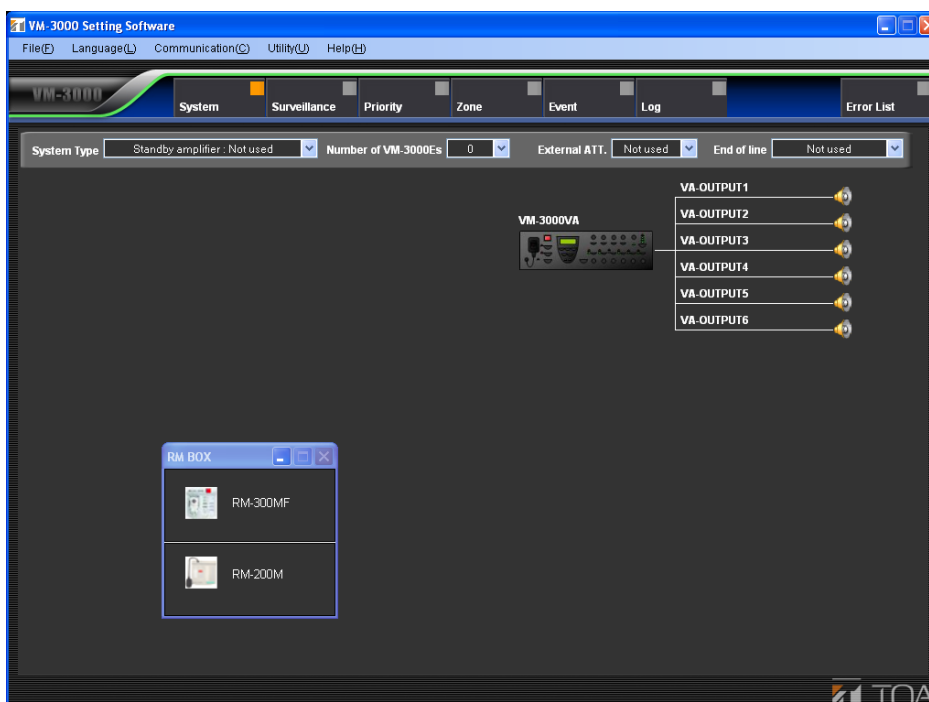 VM-3000 Setting Software
File(F) Language(L) Communication(C) Utility(U) Help(H)
VM-3000
System Surveillance Priority Zone Event Log Error List
System Type Standby amplifier : Not used Number of VM-3000Es 0 External ATT. Not used End of line Not used
VA-OUTPUT1
VA-OUTPUT2
VM-3000VA
VA-OUTPUT3
VA-OUTPUT4
VA-OUTPUT5
VA-OUTPUT6
RM BOX
RM-300MF
RM-200M
TOA